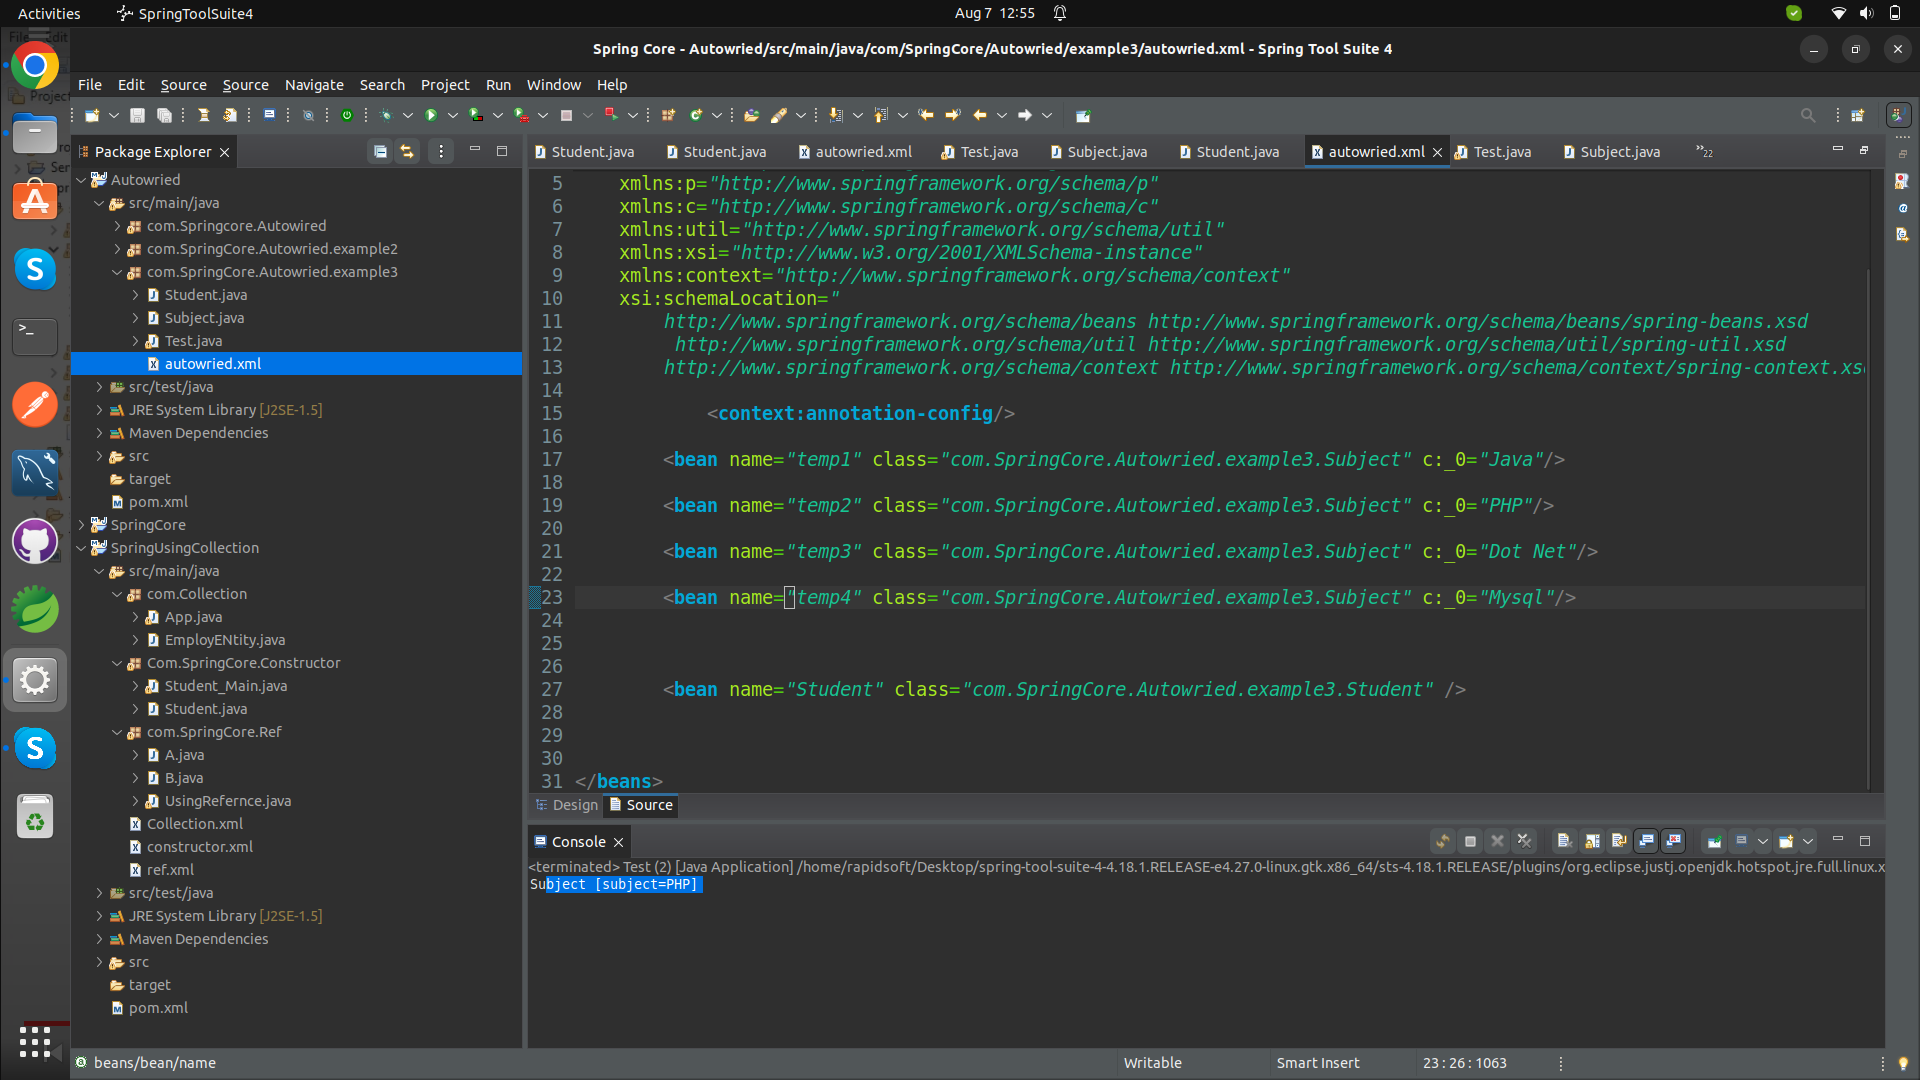 Activities
SpringToolSuite4
Aug 7 12:55
Spring Core - Autowried/src/main/java/com/SpringCore/Autowried/example3/autowried.xml - Spring Tool Suite 4
File Edit Source Source Navigate Search Project Run Window Help
Package Explorer
Autowried
src/main/java
com.Springcore.Autowired
com.SpringCore.Autowried.example2
com.SpringCore.Autowried.example3
Student.java
Subject.java
Test.java
autowried.xml
src/test/java
JRE System Library [J2SE-1.5]
Maven Dependencies
src
target
pom.xml
SpringCore
SpringUsingCollection
src/main/java
com.Collection
App.java
EmployENtity.java
Com.SpringCore.Constructor
Student_Main.java
Student.java
com.SpringCore.Ref
A.java
B.java
UsingRefernce.java
Collection.xml
constructor.xml
ref.xml
src/test/java
JRE System Library [J2SE-1.5]
Maven Dependencies
src
target
pom.xml
Student.java Student.java autowried.xml Test.java Subject.java Student.java autowried.xml Test.java Subject.java »22
5 xmlns:p="http://www.springframework.org/schema/p"
6 xmlns:c="http://www.springframework.org/schema/c"
7 xmlns:util="http://www.springframework.org/schema/util"
8 xmlns:xsi="http://www.w3.org/2001/XMLSchema-instance"
9 xmlns:context="http://www.springframework.org/schema/context"
10 xsi:schemaLocation="
11 http://www.springframework.org/schema/beans http://www.springframework.org/schema/beans/spring-beans.xsd
12 http://www.springframework.org/schema/util http://www.springframework.org/schema/util/spring-util.xsd
13 http://www.springframework.org/schema/context http://www.springframework.org/schema/context/spring-context.xs
14
15 <context:annotation-config/>
16
17 <bean name="temp1" class="com.SpringCore.Autowried.example3.Subject" c:_0="Java"/>
18
19 <bean name="temp2" class="com.SpringCore.Autowried.example3.Subject" c:_0="PHP"/>
20
21 <bean name="temp3" class="com.SpringCore.Autowried.example3.Subject" c:_0="Dot Net"/>
22
23 <bean name="temp4" class="com.SpringCore.Autowried.example3.Subject" c:_0="Mysql"/>
24
25
26
27 <bean name="Student" class="com.SpringCore.Autowried.example3.Student" />
28
29
30
31 </beans>
Design Source
Console
<terminated> Test (2) [Java Application] /home/rapidsoft/Desktop/spring-tool-suite-4-4.18.1.RELEASE-e4.27.0-linux.gtk.x86_64/sts-4.18.1.RELEASE/plugins/org.eclipse.justj.openjdk.hotspot.jre.full.linux.x
Subject [subject=PHP]
beans/bean/name
Writable
Smart Insert
23 : 26 : 1063